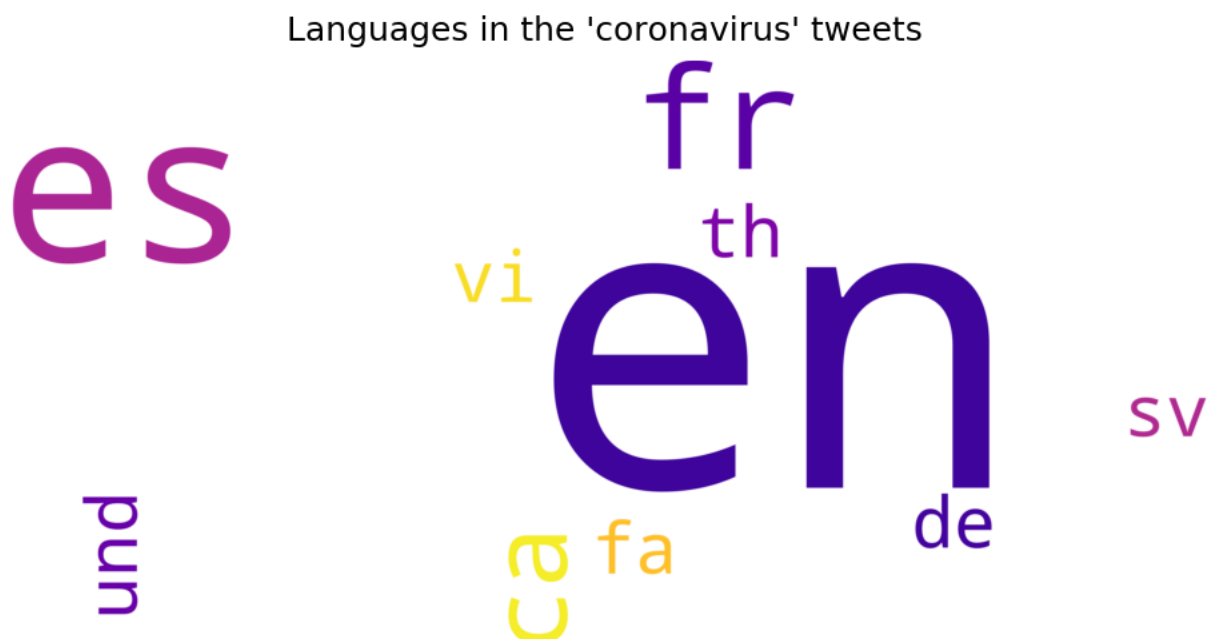 Languages in the 'coronavirus' tweets
fr
es
th
vi
en
sv
und
de
ca
fa